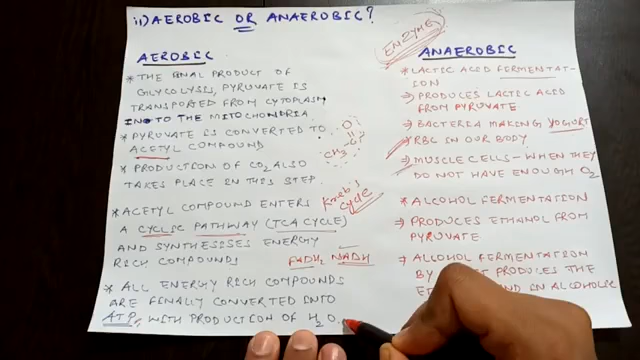 ii) AEROBIC OR ANAEROBIC?
ENZYME
AEROBIC
* THE FINAL PRODUCT OF
GLYCOLYSIS, PYRUVATE IS
TRANSPORTED FROM CYTOPLASM
INTO THE MITOCHONDRIA
* PYRUVATE IS CONVERTED TO
ACETYL COMPOUND
* PRODUCTION OF CO2 ALSO
TAKES PLACE IN THIS STEP
* ACETYL COMPOUND ENTERS
A CYCLIC PATHWAY (TCA CYCLE)
AND SYNTHESISES ENERGY
RICH COMPOUNDS
FADH2 NADH
* ALL ENERGY RICH COMPOUNDS
ARE FINALLY CONVERTED INTO
ATP, WITH PRODUCTION OF H2O.
O
CH3-C-?
Kreb's
cycle
ANAEROBIC
* LACTIC ACID FERMENTAT-
ION
→ PRODUCES LACTIC ACID
FROM PYRUVATE
→ BACTERIA MAKING YOGURT
→ RBC IN OUR BODY
→ MUSCLE CELLS - WHEN THEY
DO NOT HAVE ENOUGH O2
* ALCOHOL FERMENTATION
→ PRODUCES ETHANOL FROM
PYRUVATE
→ ALCOHOL FERMENTATION
BY PRODUCES THE
IN ALCOHOLIC